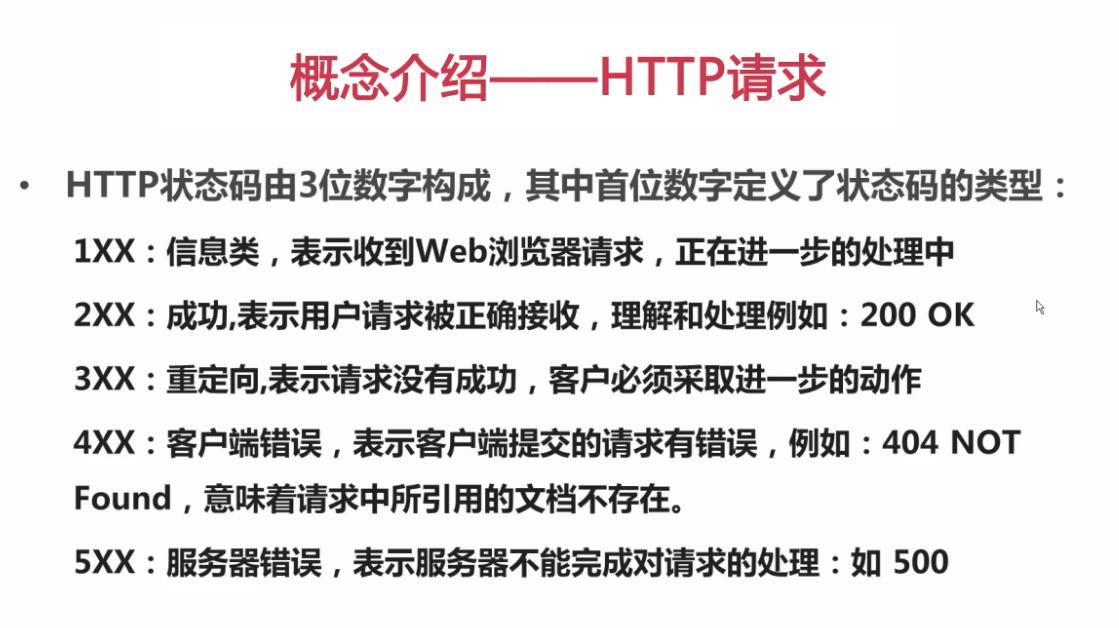 概念介绍——HTTP请求
• HTTP状态码由3位数字构成，其中首位数字定义了状态码的类型：
1XX：信息类，表示收到Web浏览器请求，正在进一步的处理中
2XX：成功,表示用户请求被正确接收，理解和处理例如：200 OK
3XX：重定向,表示请求没有成功，客户必须采取进一步的动作
4XX：客户端错误，表示客户端提交的请求有错误，例如：404 NOT
Found，意味着请求中所引用的文档不存在。
5XX：服务器错误，表示服务器不能完成对请求的处理：如 500